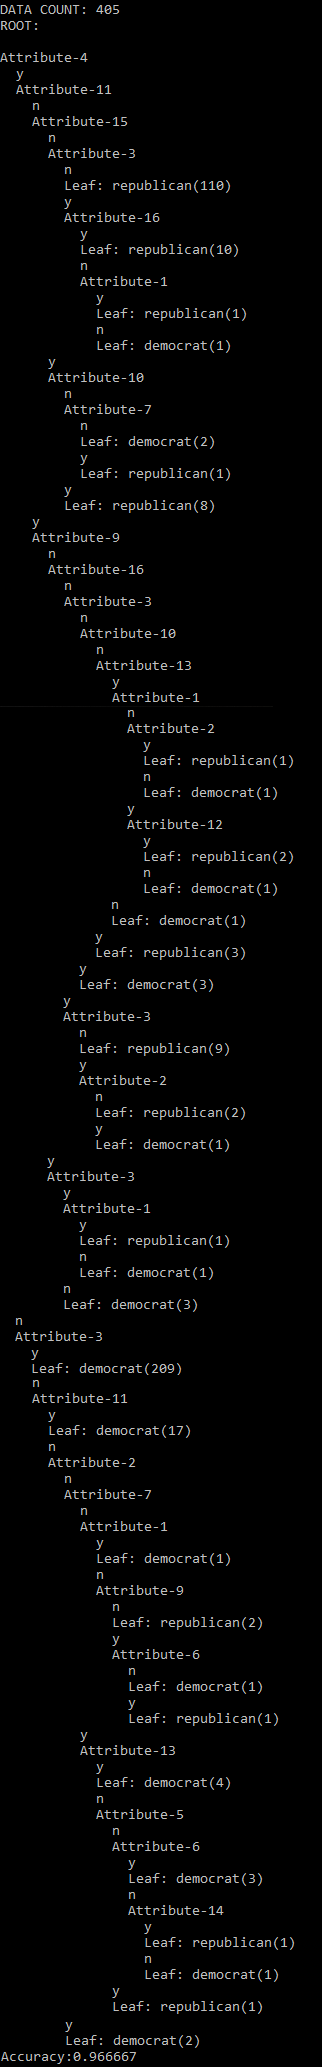 DATA COUNT: 405
ROOT:
Attribute-4
y
Attribute-11
n
Attribute-15
n
Attribute-3
n
Leaf: republican(110)
y
Attribute-16
y
Leaf: republican(10)
n
Attribute-1
y
Leaf: republican(1)
n
Leaf: democrat(1)
y
Attribute-10
n
Attribute-7
n
Leaf: democrat(2)
y
Leaf: republican(1)
y
Leaf: republican(8)
y
Attribute-9
n
Attribute-16
n
Attribute-3
n
Attribute-10
n
Attribute-13
y
Attribute-1
n
Attribute-2
y
Leaf: republican(1)
n
Leaf: democrat(1)
y
Attribute-12
y
Leaf: republican(2)
n
Leaf: democrat(1)
n
Leaf: democrat(1)
y
Leaf: republican(3)
y
Leaf: democrat(3)
y
Attribute-3
n
Leaf: republican(9)
y
Attribute-2
n
Leaf: republican(2)
y
Leaf: democrat(1)
y
Attribute-3
y
Attribute-1
y
Leaf: republican(1)
n
Leaf: democrat(1)
n
Leaf: democrat(3)
n
Attribute-3
y
Leaf: democrat(209)
n
Attribute-11
y
Leaf: democrat(17)
n
Attribute-2
n
Attribute-7
n
Attribute-1
y
Leaf: democrat(1)
n
Attribute-9
n
Leaf: republican(2)
y
Attribute-6
n
Leaf: democrat(1)
y
Leaf: republican(1)
y
Attribute-13
y
Leaf: democrat(4)
n
Attribute-5
n
Attribute-6
y
Leaf: democrat(3)
n
Attribute-14
y
Leaf: republican(1)
n
Leaf: democrat(1)
y
Leaf: republican(1)
y
Leaf: democrat(2)
Accuracy:0.966667